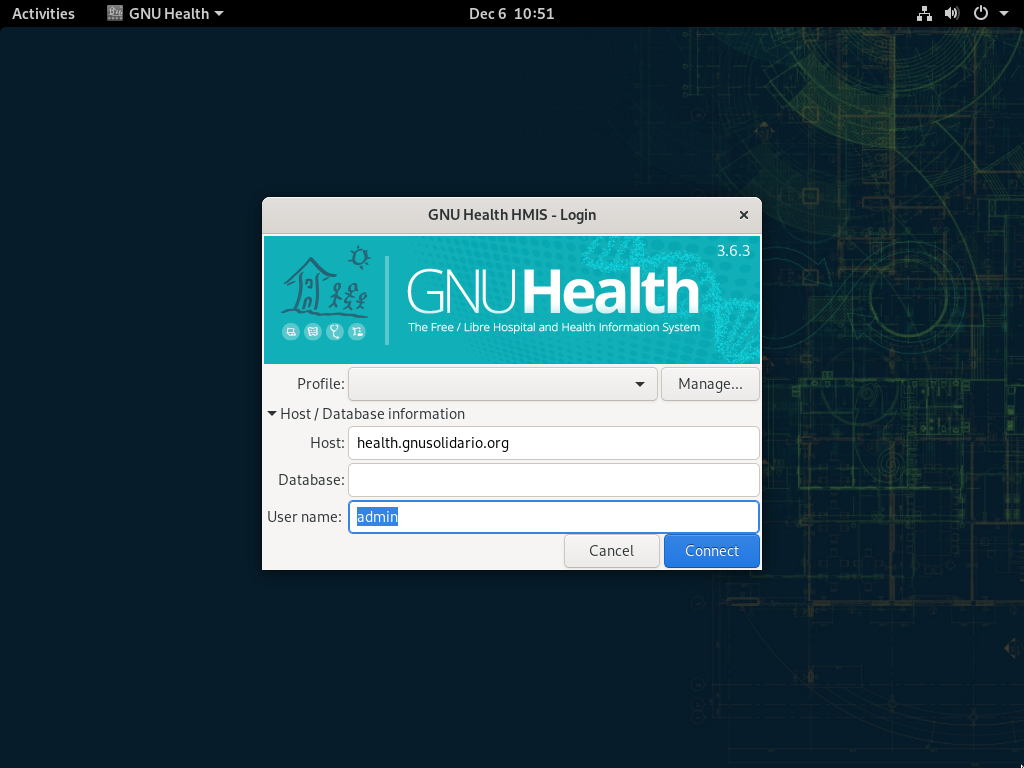 Activities GNU Health Dec 6 10:51
GNU Health HMIS - Login
3.6.3
GNUHealth
The Free / Libre Hospital and Health Information System
Profile: Manage...
Host / Database information
Host: health.gnusolidario.org
Database:
User name: admin
Cancel Connect